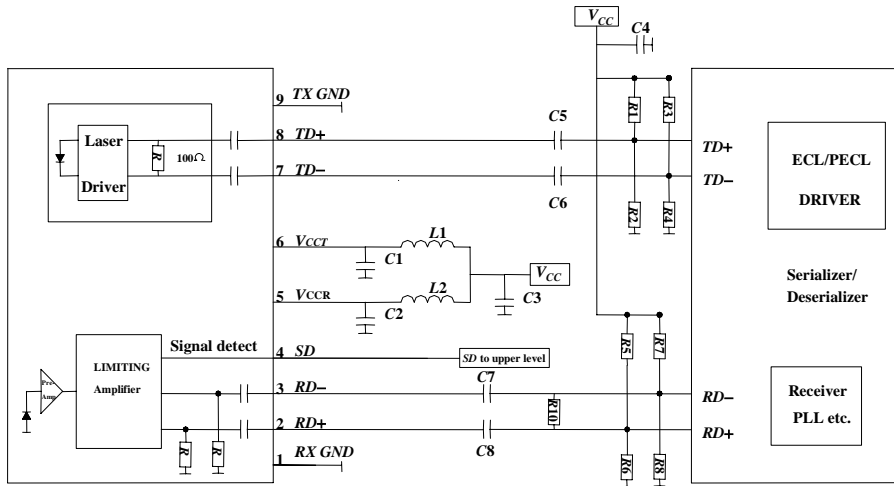 VCC
C4
9 TX GND
R1
R3
C5
Laser
Driver
R
100Ω
8 TD+
TD+
7 TD−
TD−
C6
ECL/PECL
DRIVER
R2
R4
6 VCCT
L1
C1
VCC
Serializer/
Deserializer
5 VCCR
L2
C2
C3
Signal detect
4 SD
SD to upper level
R5
R7
LIMITING
Amplifier
Pre-
Amp
3 RD−
C7
R10
RD−
Receiver
PLL etc.
2 RD+
C8
RD+
R
R
1 RX GND
R6
R8